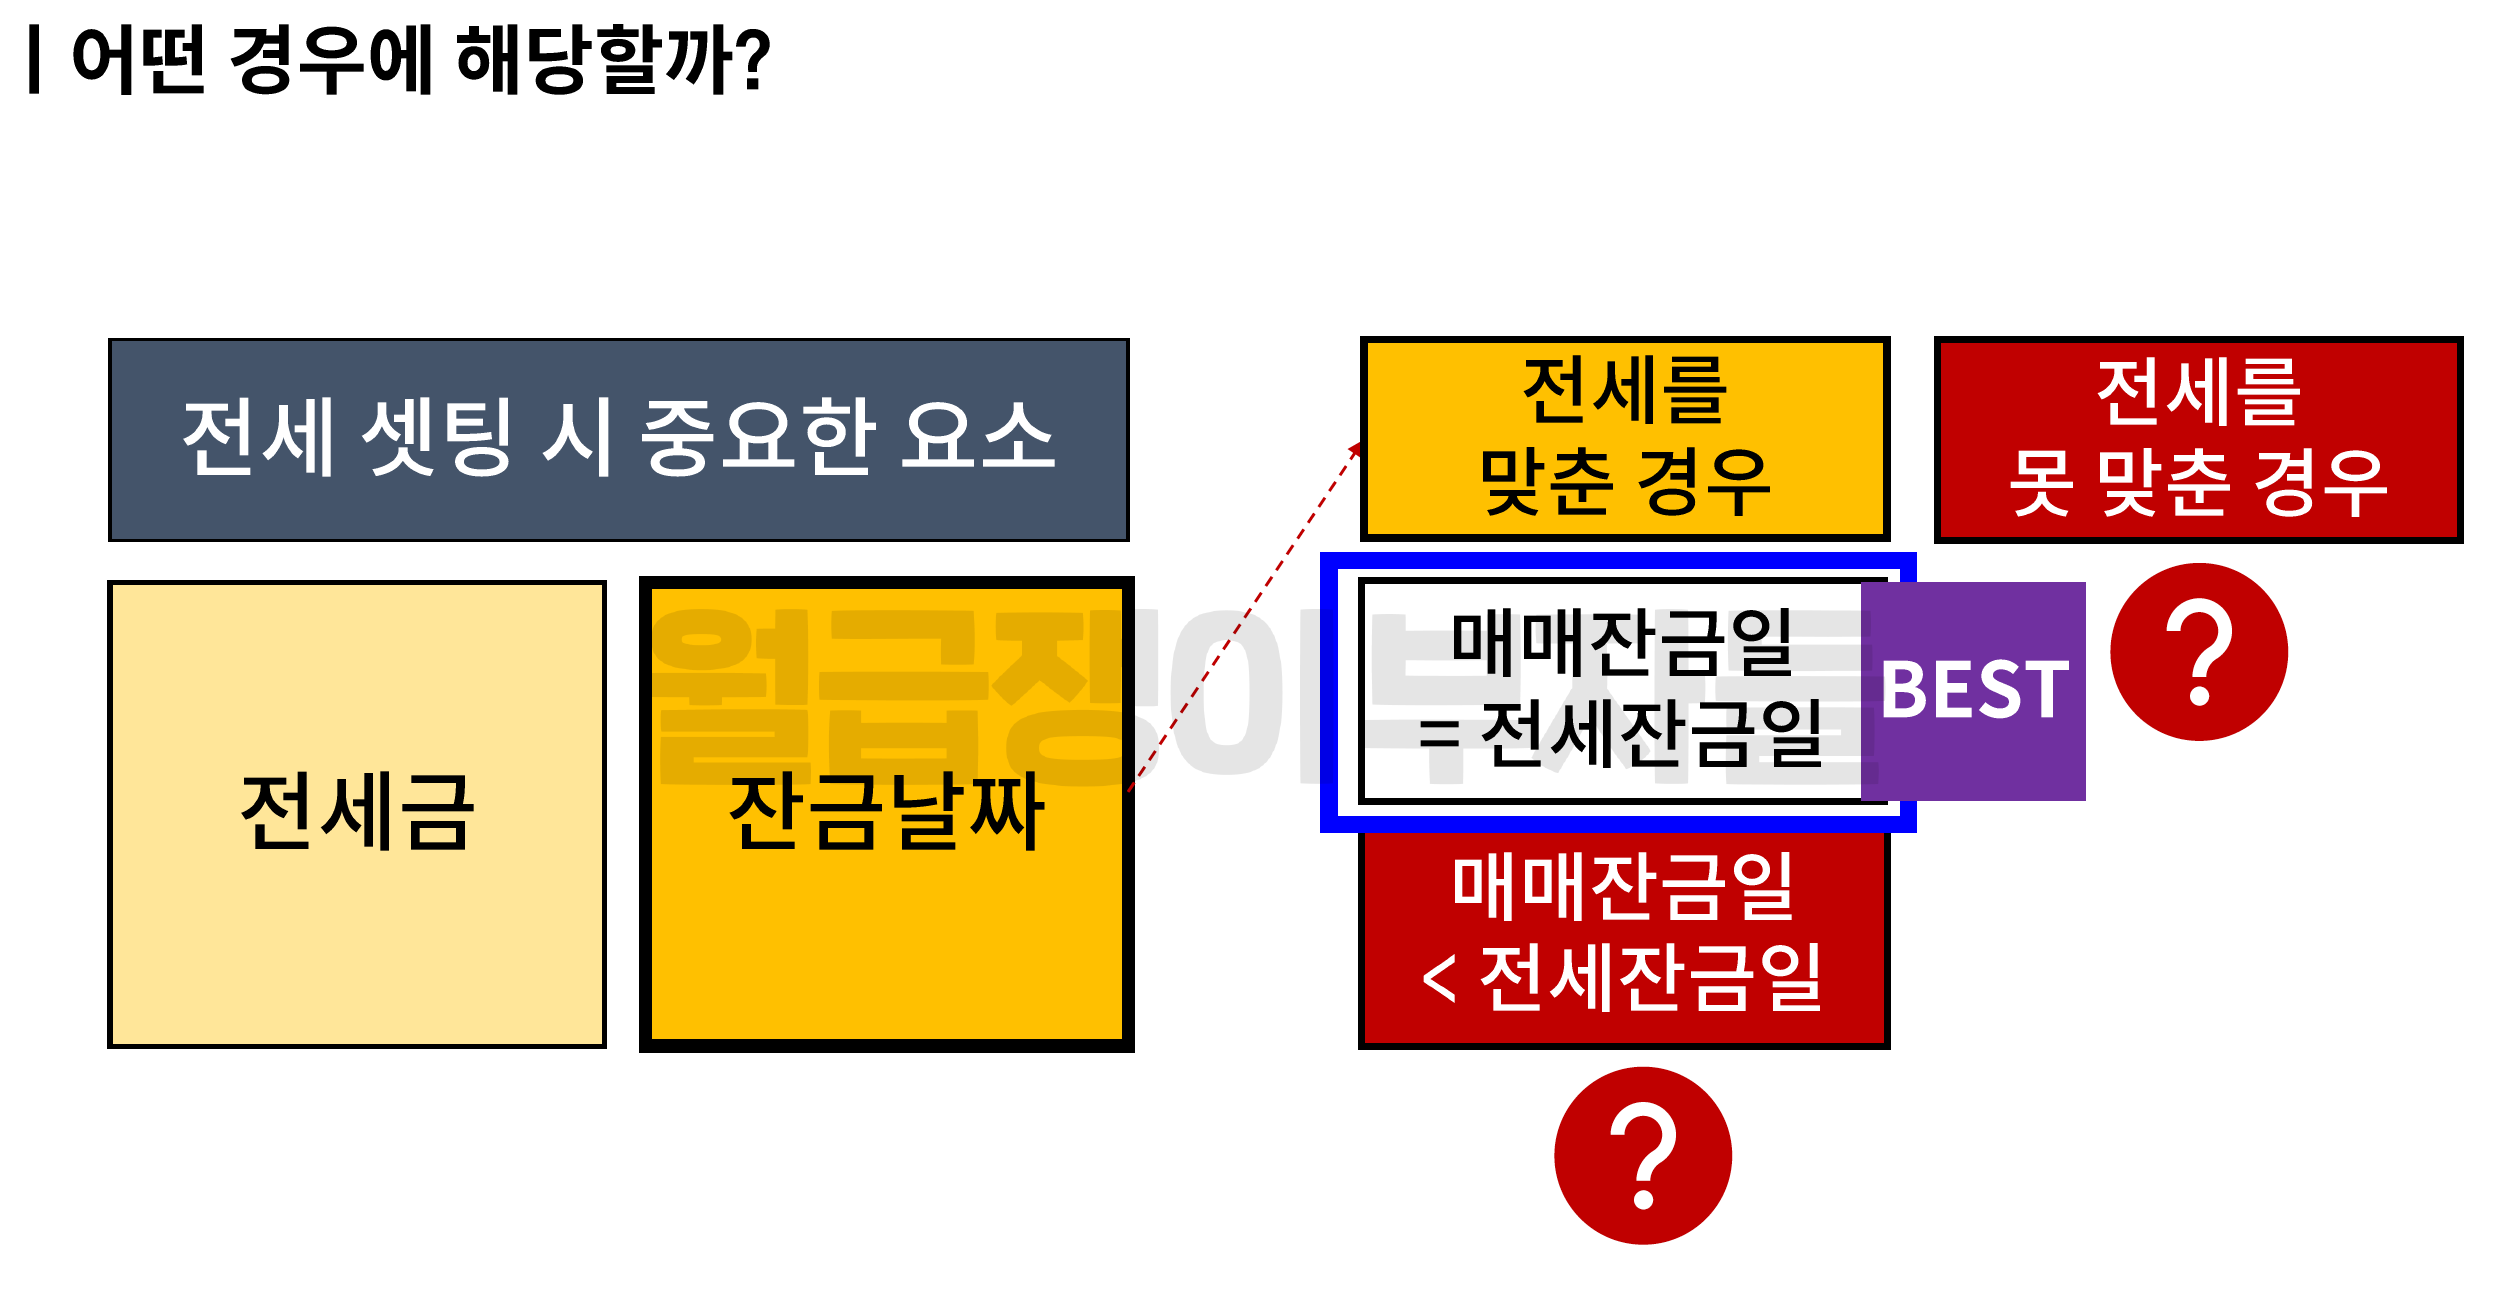 | 어떤 경우에 해당할까?
전세 셋팅 시 중요한 요소
전세금
잔금날짜
전세를
맞춘 경우
전세를
못 맞춘 경우
매매잔금일
= 전세잔금일
BEST
?
매매잔금일
< 전세잔금일
?
월급쟁이부자들